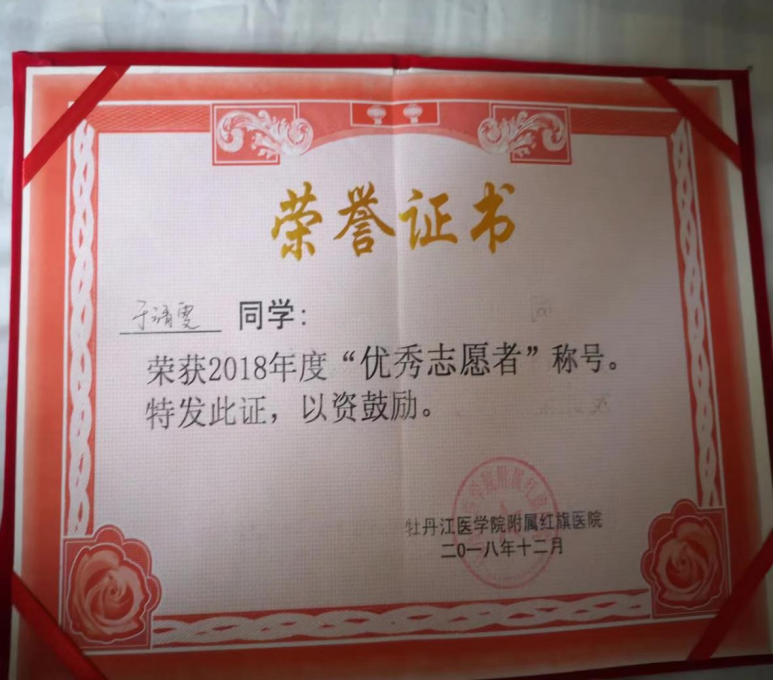 荣誉证书
于清雯 同学:
荣获2018年度“优秀志愿者”称号。
特发此证，以资鼓励。
牡丹江医学院附属红旗医院
二〇一八年十二月